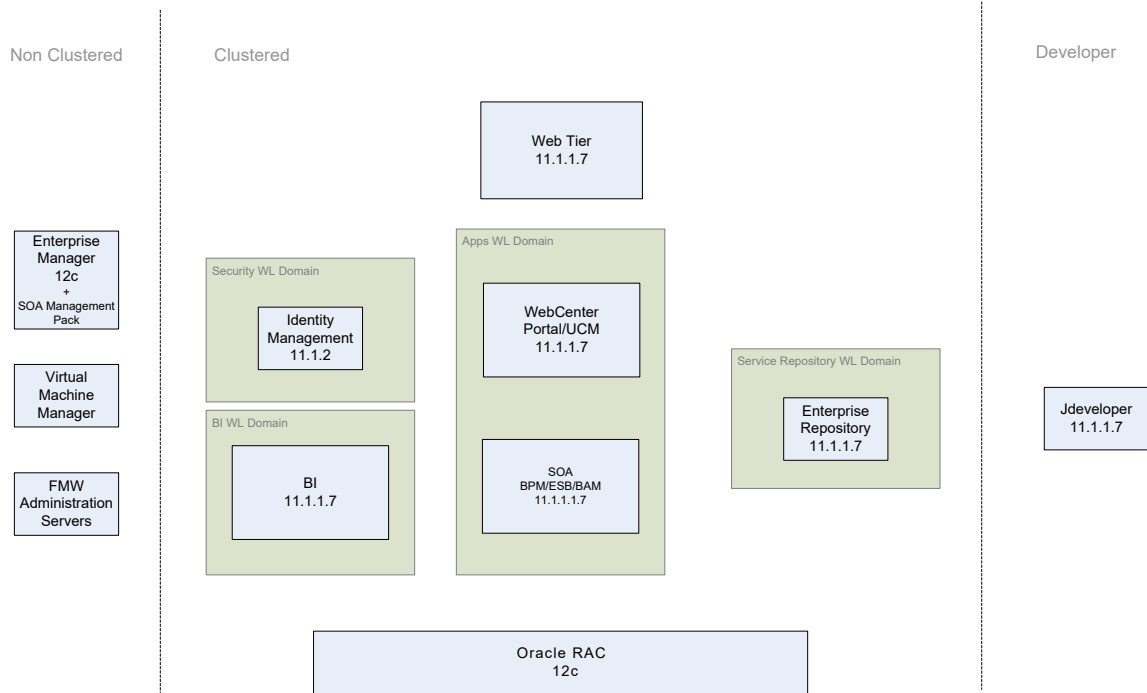 Non Clustered
Clustered
Developer
Web Tier
11.1.1.7
Enterprise
Manager
12c
+
SOA Management
Pack
Virtual
Machine
Manager
FMW
Administration
Servers
Security WL Domain
Identity
Management
11.1.2
BI WL Domain
BI
11.1.1.7
Apps WL Domain
WebCenter
Portal/UCM
11.1.1.7
SOA
BPM/ESB/BAM
11.1.1.1.7
Service Repository WL Domain
Enterprise
Repository
11.1.1.7
Jdeveloper
11.1.1.7
Oracle RAC
12c